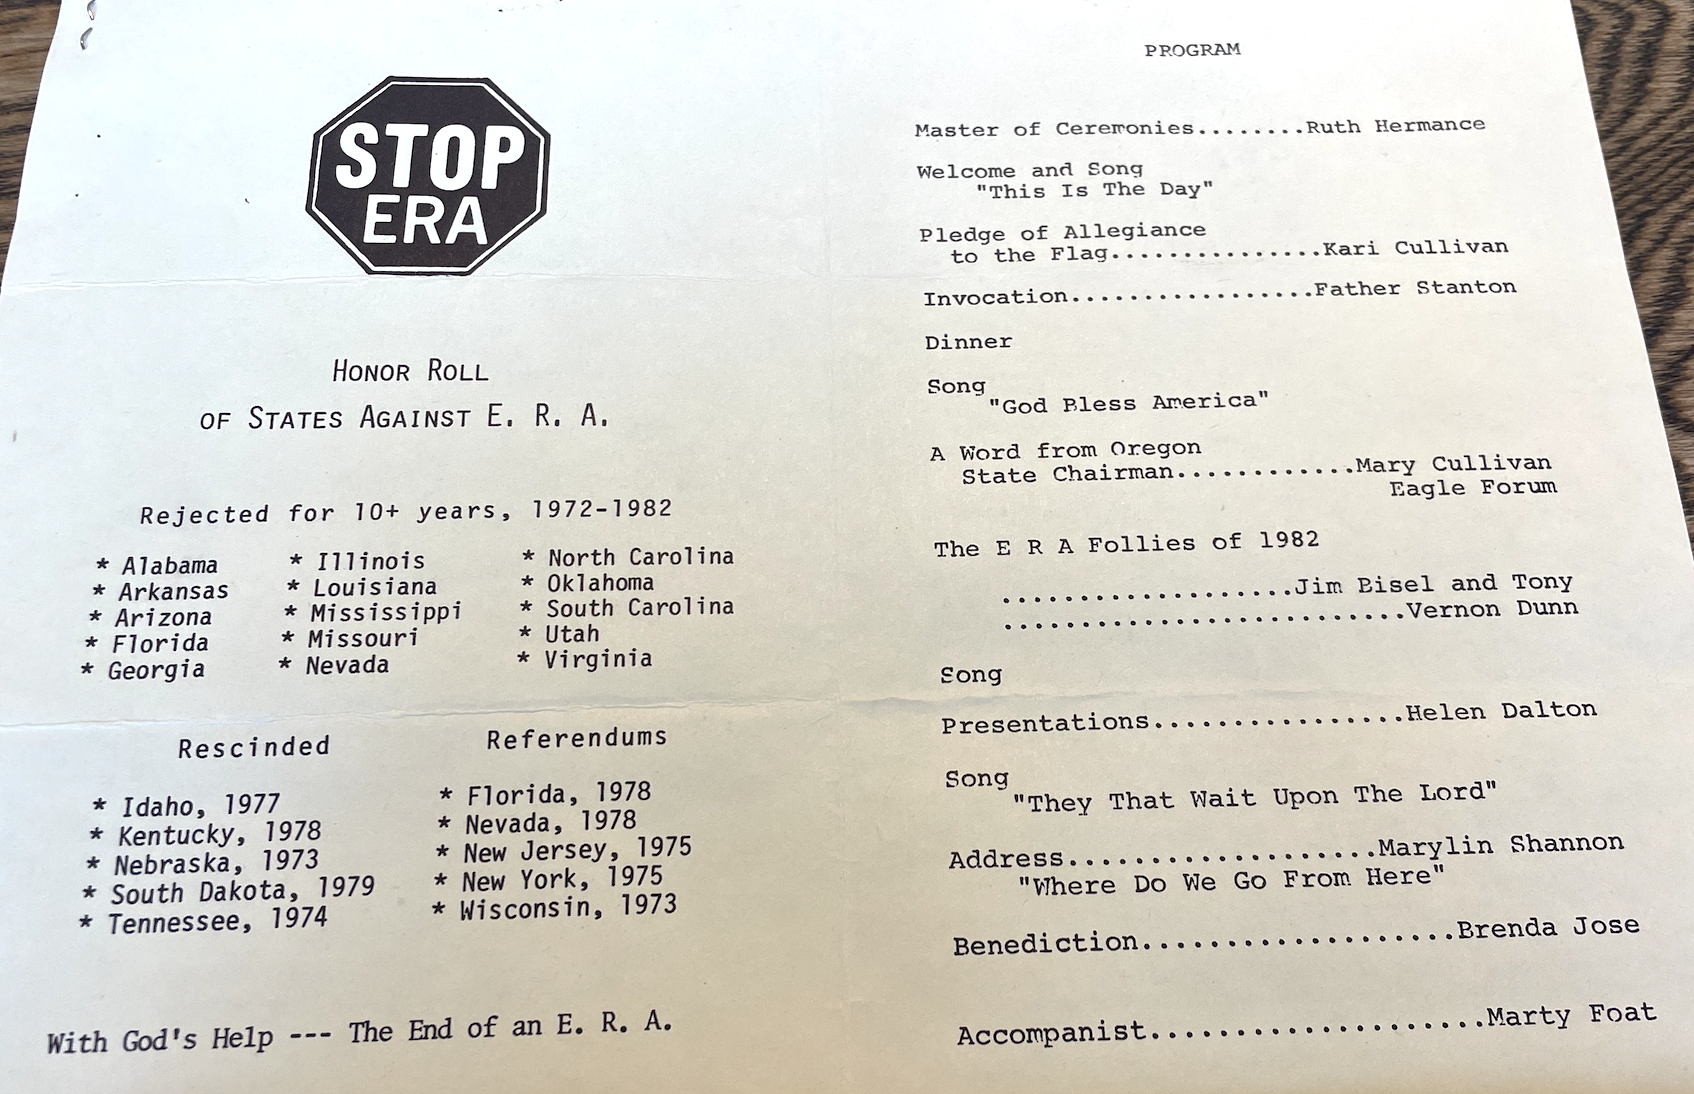 STOP
ERA
HONOR ROLL
OF STATES AGAINST E. R. A.
Rejected for 10+ years, 1972-1982
* Alabama
* Arkansas
* Arizona
* Florida
* Georgia
* Illinois
* Louisiana
* Mississippi
* Missouri
* Nevada
* North Carolina
* Oklahoma
* South Carolina
* Utah
* Virginia
Rescinded
* Idaho, 1977
* Kentucky, 1978
* Nebraska, 1973
* South Dakota, 1979
* Tennessee, 1974
Referendums
* Florida, 1978
* Nevada, 1978
* New Jersey, 1975
* New York, 1975
* Wisconsin, 1973
With God's Help --- The End of an E. R. A.
PROGRAM
Master of Ceremonies........Ruth Hermance
Welcome and Song
"This Is The Day"
Pledge of Allegiance
to the Flag...............Kari Cullivan
Invocation.................Father Stanton
Dinner
Song
"God Bless America"
A Word from Oregon
State Chairman............Mary Cullivan
Eagle Forum
The E R A Follies of 1982
....................Jim Bisel and Tony
...........................Vernon Dunn
Song
Presentations................Helen Dalton
Song
"They That Wait Upon The Lord"
Address...................Marylin Shannon
"Where Do We Go From Here"
Benediction...................Brenda Jose
Accompanist....................Marty Foat